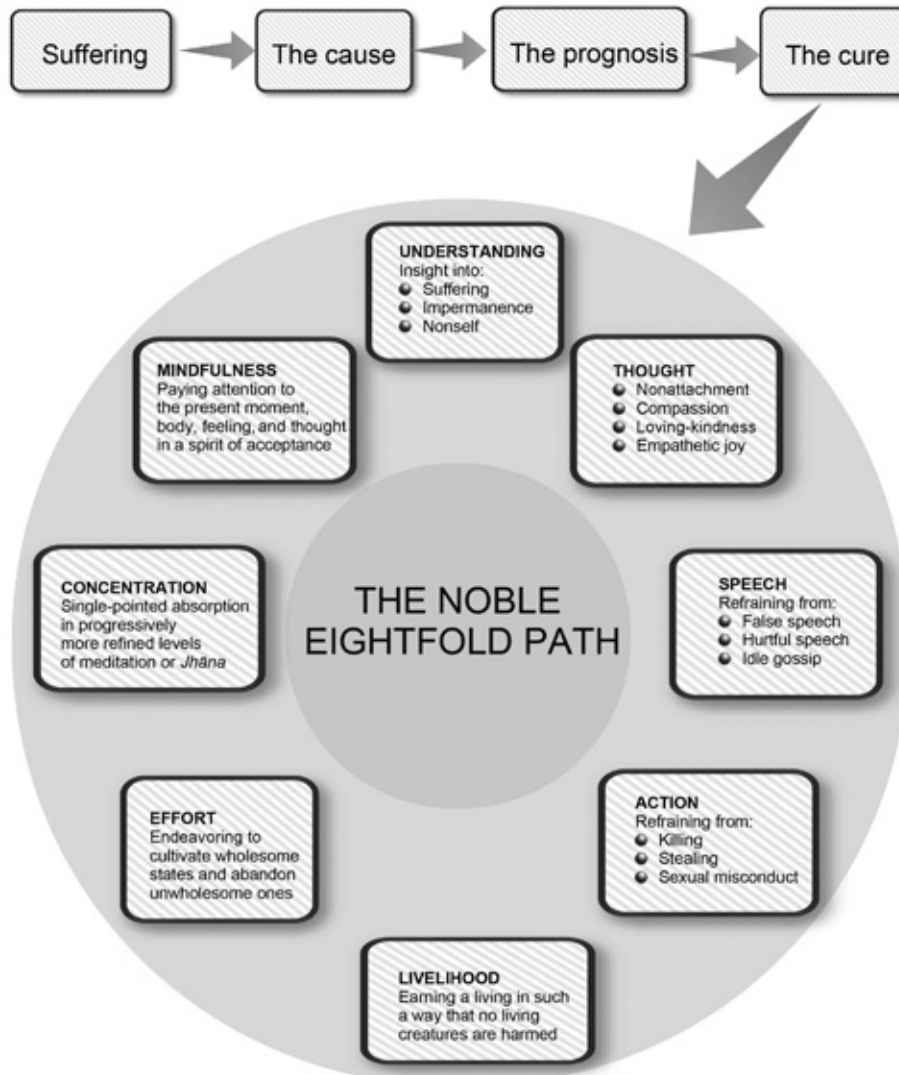 Suffering
The cause
The prognosis
The cure
UNDERSTANDING
Insight into:
Suffering
Impermanence
Nonself
THOUGHT
Nonattachment
Compassion
Loving-kindness
Empathetic joy
SPEECH
Refraining from:
False speech
Hurtful speech
Idle gossip
ACTION
Refraining from:
Killing
Stealing
Sexual misconduct
LIVELIHOOD
Earning a living in such
a way that no living
creatures are harmed
EFFORT
Endeavoring to
cultivate wholesome
states and abandon
unwholesome ones
CONCENTRATION
Single-pointed absorption
in progressively
more refined levels
of meditation or Jhāna
MINDFULNESS
Paying attention to
the present moment,
body, feeling, and thought
in a spirit of acceptance
THE NOBLE
EIGHTFOLD PATH